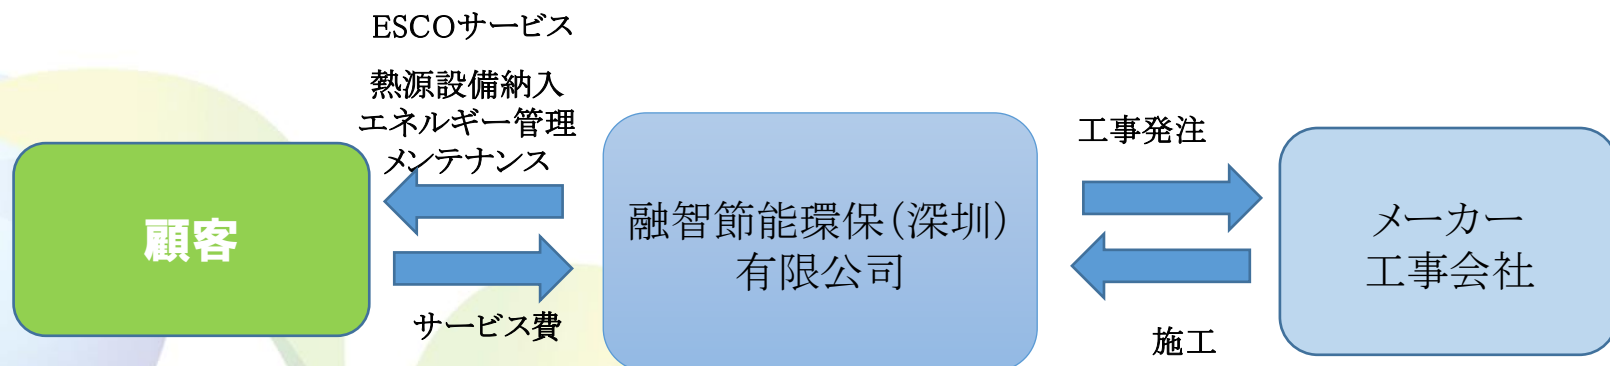 ESCOサービス
熱源設備納入
エネルギー管理
メンテナンス
顧客
サービス費
融智節能環保(深圳)
有限公司
工事発注
施工
メーカー
工事会社